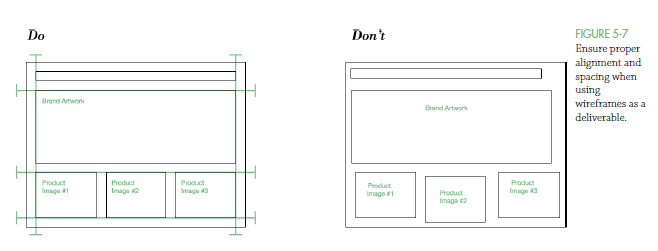 Do
Brand Artwork
Product
Image #1
Product
Image #2
Product
Image #3
Don't
Brand Artwork
Product
Image #1
Product
Image #2
Product
Image #3
FIGURE 5-7
Ensure proper
alignment and
spacing when
using
wireframes as a
deliverable.